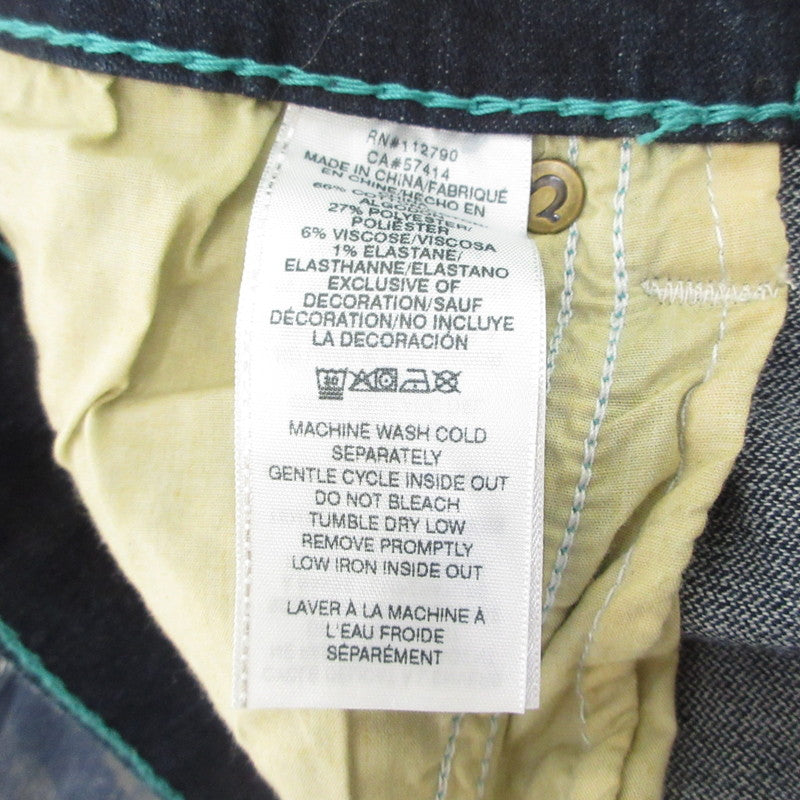 RN#112790
CA#57414
MADE IN CHINA/FABRIQUÉ
EN CHINE/HECHO EN
66%
ALGODÓN
27% POLYESTER/
POLIÉSTER
6% VISCOSE/VISCOSA
1% ELASTANE/
ELASTHANNE/ELASTANO
EXCLUSIVE OF
DECORATION/SAUF
DÉCORATION/NO INCLUYE
LA DECORACIÓN
30
MACHINE WASH COLD
SEPARATELY
GENTLE CYCLE INSIDE OUT
DO NOT BLEACH
TUMBLE DRY LOW
REMOVE PROMPTLY
LOW IRON INSIDE OUT
LAVER À LA MACHINE À
L'EAU FROIDE
SÉPARÉMENT